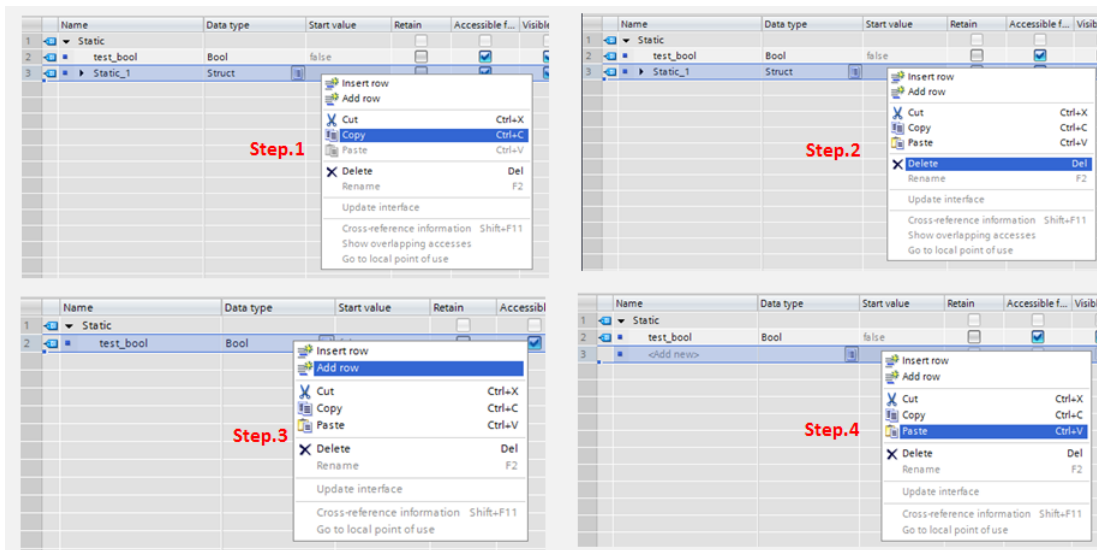 Name Data type Start value Retain Accessible f... Visible
1 Static
2 test_bool Bool false
3 Static_1 Struct
Insert row
Add row
Cut Ctrl+X
Copy Ctrl+C
Paste Ctrl+V
Delete Del
Rename F2
Update interface
Cross-reference information Shift+F11
Show overlapping accesses
Go to local point of use
Step.1
Name Data type Start value Retain Accessible f... Visib
1 Static
2 test_bool Bool false
3 Static_1 Struct
Insert row
Add row
Cut Ctrl+X
Copy Ctrl+C
Paste Ctrl+V
Delete Del
Rename F2
Update interface
Cross-reference information Shift+F11
Show overlapping accesses
Go to local point of use
Step.2
Name Data type Start value Retain Accessibl
1 Static
2 test_bool Bool
Insert row
Add row
Cut Ctrl+X
Copy Ctrl+C
Paste Ctrl+V
Delete Del
Rename F2
Update interface
Cross-reference information Shift+F11
Go to local point of use
Step.3
Name Data type Start value Retain Accessible f... Visibl
1 Static
2 test_bool Bool false
3 <Add new>
Insert row
Add row
Cut Ctrl+X
Copy Ctrl+C
Paste Ctrl+V
Delete Del
Rename F2
Update interface
Cross-reference information Shift+F11
Go to local point of use
Step.4